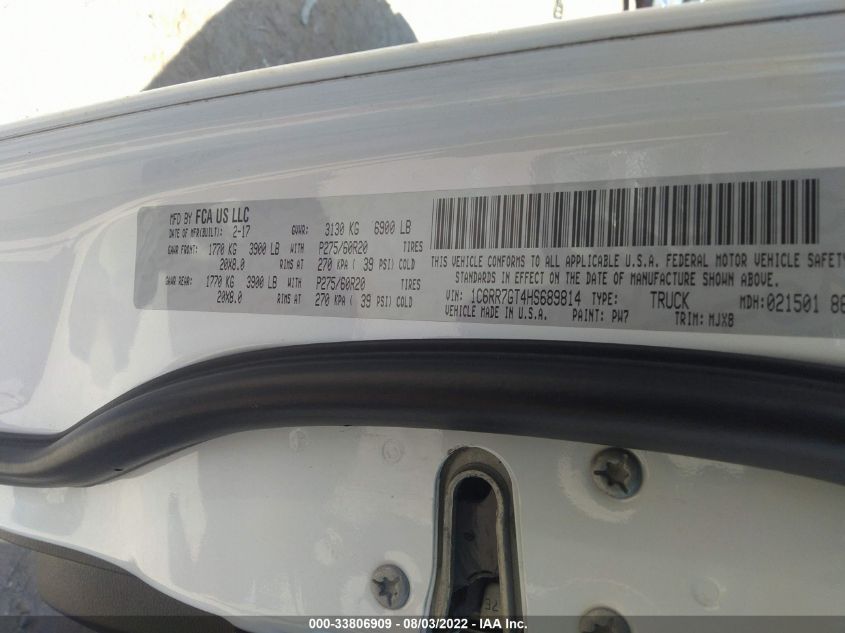 MFD BY FCA US LLC
DATE OF MFR(BUILT): 2-17 GVWR: 3130 KG 6900 LB
GAWR FRONT: 1770 KG 3900 LB WITH P275/60R20 TIRES
20X8.0 RIMS AT 270 KPA ( 39 PSI) COLD
GAWR REAR: 1770 KG 3900 LB WITH P275/60R20 TIRES
20X8.0 RIMS AT 270 KPA ( 39 PSI) COLD
THIS VEHICLE CONFORMS TO ALL APPLICABLE U.S.A. FEDERAL MOTOR VEHICLE SAFETY
STANDARDS IN EFFECT ON THE DATE OF MANUFACTURE SHOWN ABOVE.
VIN: 1C6RR7GT4HS689814 TYPE: TRUCK MDH:021501
VEHICLE MADE IN U.S.A. PAINT: PW7 TRIM: MJXB
000-33806909 - 08/03/2022 - IAA Inc.